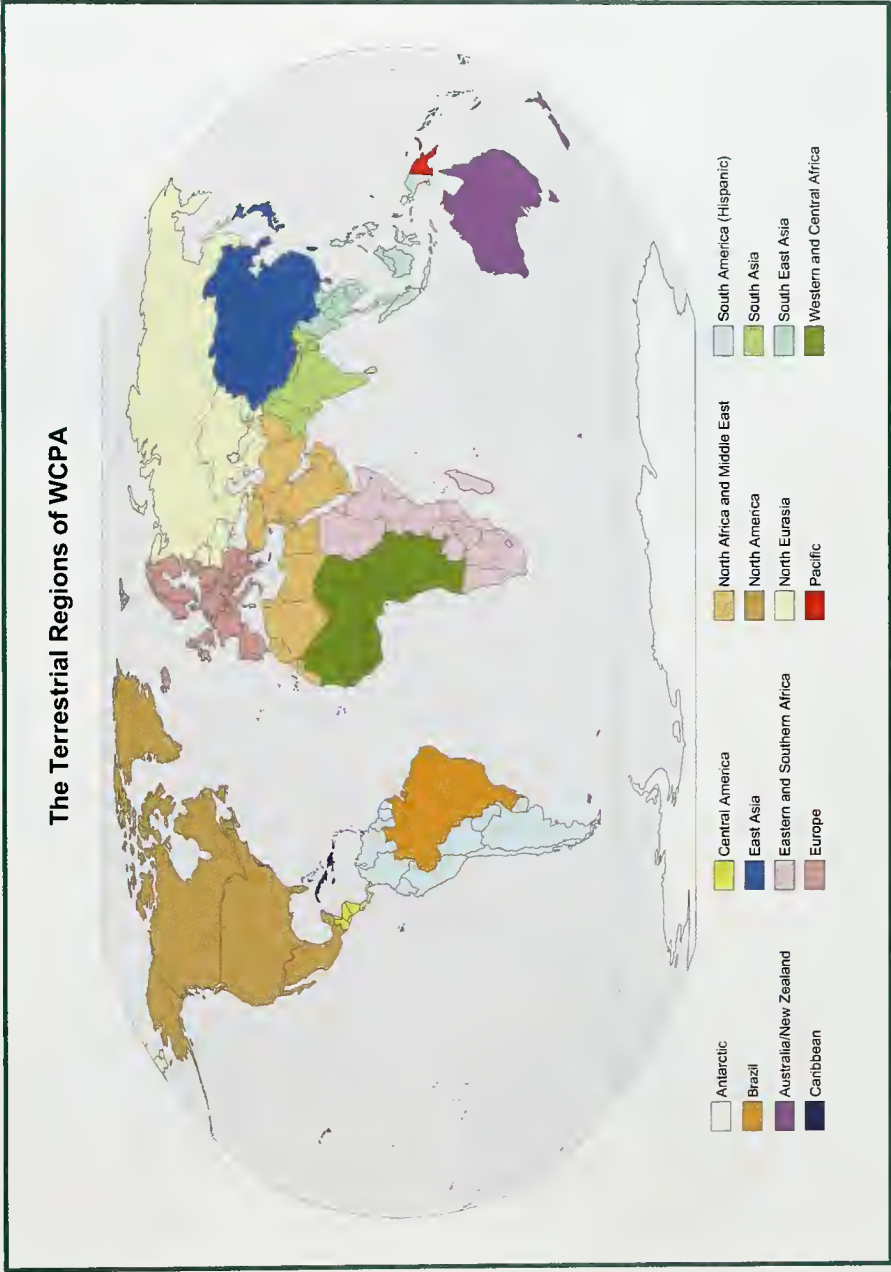 The Terrestrial Regions of WCPA
Antarctic
Brazil
Australia/New Zealand
Caribbean
Central America
East Asia
Eastern and Southern Africa
Europe
North Africa and Middle East
North America
North Eurasia
Pacific
South America (Hispanic)
South Asia
South East Asia
Western and Central Africa